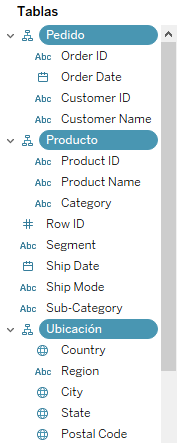 Tablas
Pedido
Abc Order ID
Order Date
Abc Customer ID
Abc Customer Name
Producto
Abc Product ID
Abc Product Name
Abc Category
# Row ID
Abc Segment
Ship Date
Abc Ship Mode
Abc Sub-Category
Ubicación
Country
Abc Region
City
State
Postal Code